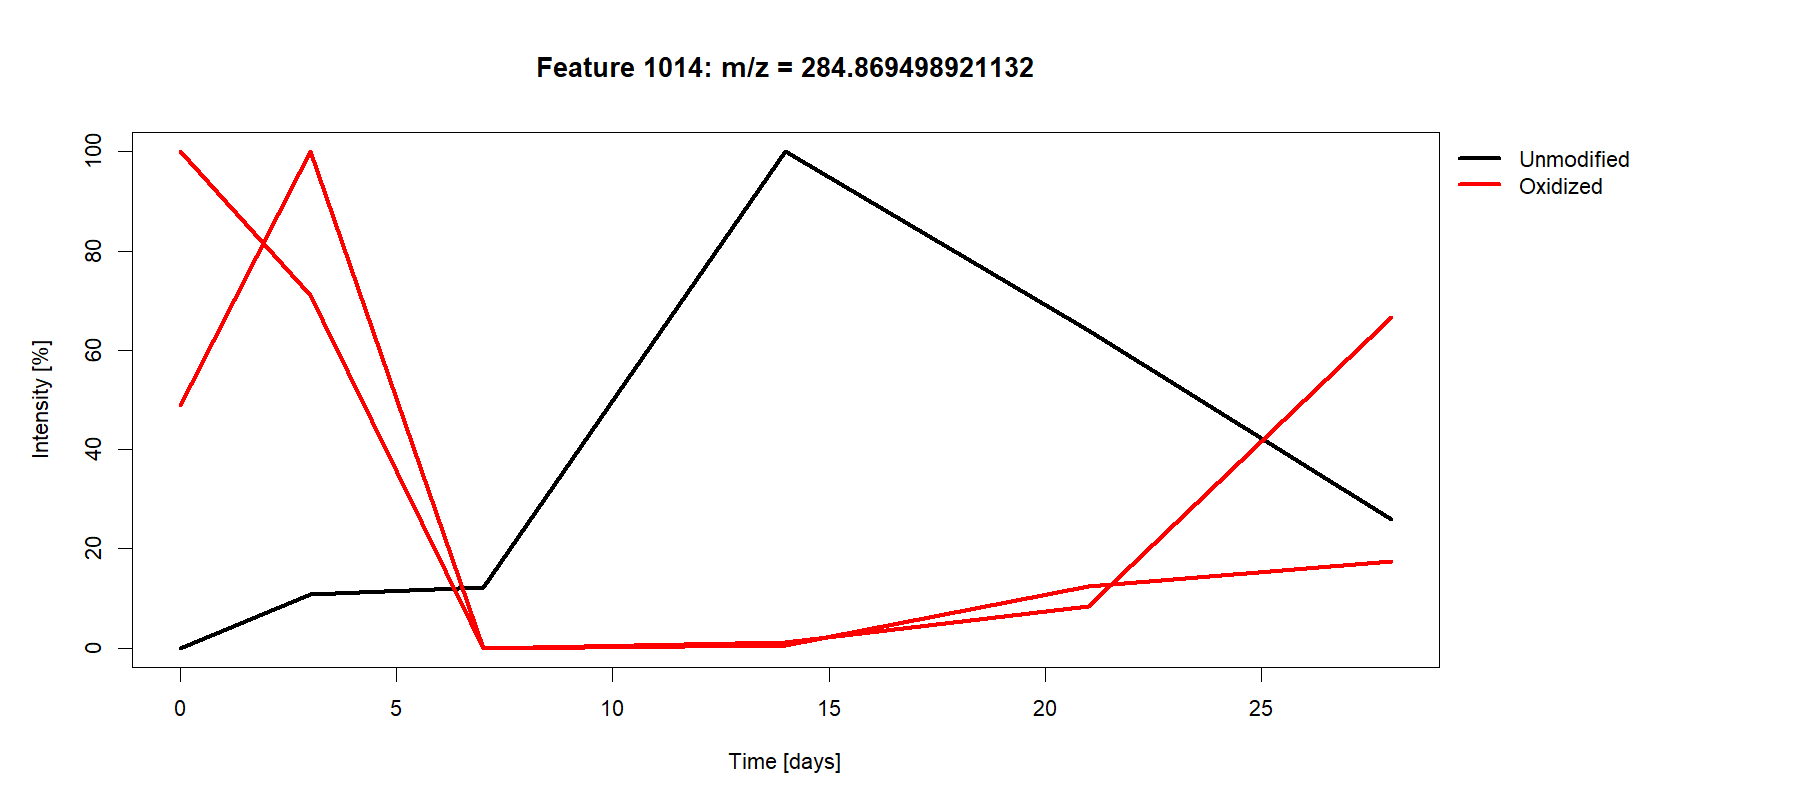 Feature 1014: m/z = 284.869498921132
Unmodified
Oxidized
Intensity [%]
100
80
60
40
20
0
0 5 10 15 20 25
Time [days]